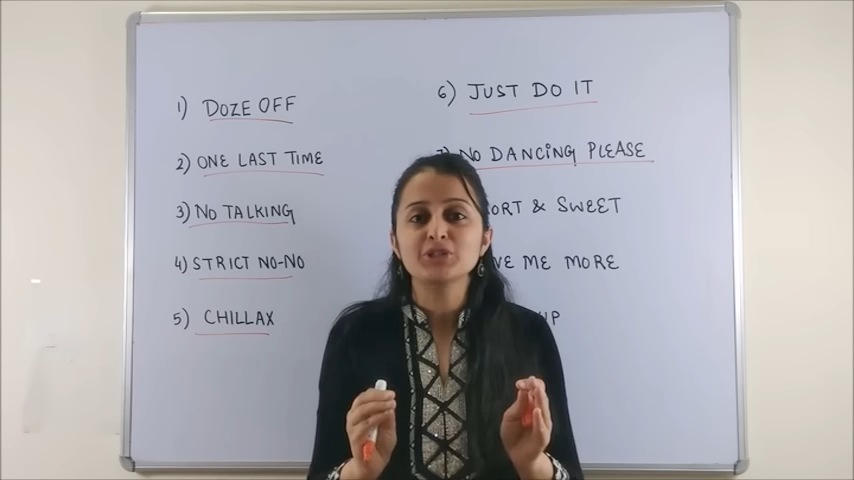 1) DOZE OFF
2) ONE LAST TIME
3) NO TALKING
4) STRICT NO-NO
5) CHILLAX
6) JUST DO IT
NO DANCING PLEASE
& SWEET
ME MORE